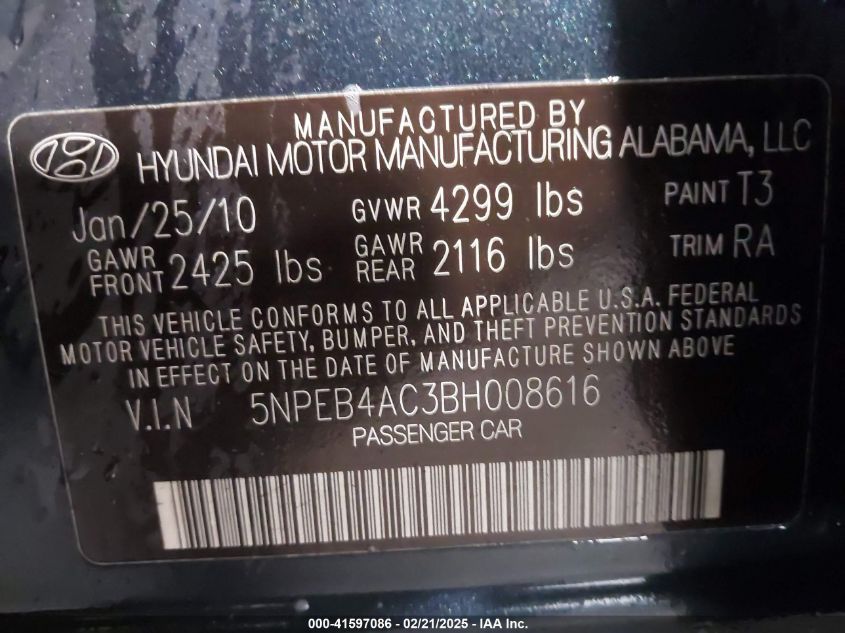 MANUFACTURED BY
HYUNDAI MOTOR MANUFACTURING ALABAMA, LLC
Jan/25/10 GVWR 4299 lbs PAINT T3
GAWR FRONT 2425 lbs GAWR REAR 2116 lbs TRIM RA
THIS VEHICLE CONFORMS TO ALL APPLICABLE U.S.A. FEDERAL
MOTOR VEHICLE SAFETY, BUMPER, AND THEFT PREVENTION STANDARDS
IN EFFECT ON THE DATE OF MANUFACTURE SHOWN ABOVE
V.I.N 5NPEB4AC3BH008616
PASSENGER CAR
000-41597086 - 02/21/2025 - IAA Inc.